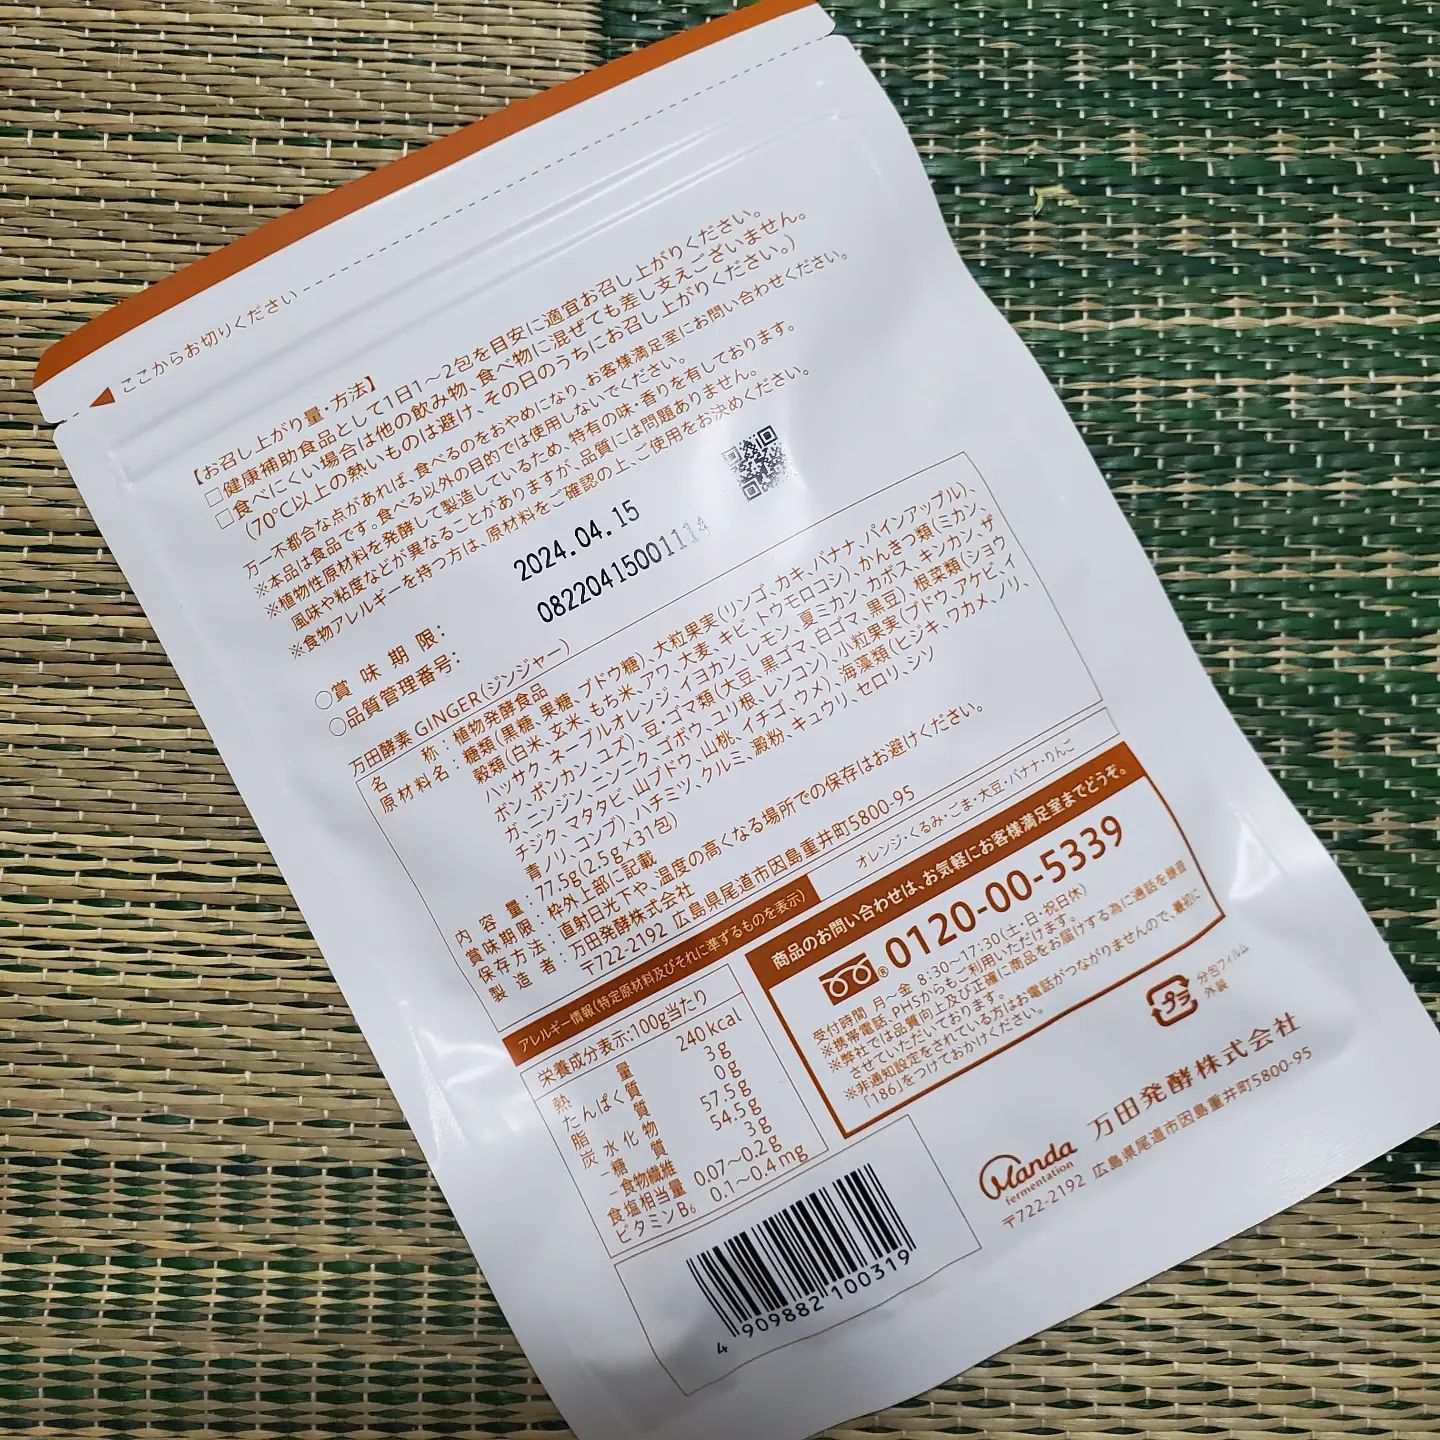 ここからお切りください
【お召し上がり量・方法】
□健康補助食品として1日1～2包を目安に適宜お召し上がりください。
□食べにくい場合は他の飲み物、食べ物に混ぜても差し支えございません。
(70℃以上の熱いものは避け、その日のうちにお召し上がりください。)
万一不都合な点があれば、食べるのをおやめになり、お客様満足室にお問い合わせください。
※本品は食品です。食べる以外の目的では使用しないでください。
※植物性原材料を発酵して製造しているため、特有の味・香りを有しております。
風味や粘度などが異なることがありますが、品質には問題ありません。
※食物アレルギーを持つ方は、原材料をご確認の上、ご使用をお決めください。
○賞味期限: 2024.04.15
○品質管理番号: 08220415001114
万田酵素 GINGER(ジンジャー)
名称:植物発酵食品
原材料名:糖類(黒糖、果糖、ブドウ糖)、大粒果実(リンゴ、カキ、バナナ、パインアップル)、
穀類(白米、玄米、もち米、アワ、大麦、キビ、トウモロコシ)、かんきつ類(ミカン、
ハッサク、ネーブルオレンジ、イヨカン、レモン、夏ミカン、カボス、キンカン、ザ
ボン、ポンカン、ユズ)、豆・ゴマ類(大豆、黒ゴマ、白ゴマ、黒豆)、根菜類(ショウ
ガ、ニンジン、ニンニク、ゴボウ、ユリ根、レンコン)、小粒果実(ブドウ、アケビ、イ
チジク、マタタビ、山ブドウ、山桃、イチゴ、ウメ)、海藻類(ヒジキ、ワカメ、ノリ、
青ノリ、コンブ)、ハチミツ、クルミ、澱粉、キュウリ、セロリ、シソ
内容量:77.5g(2.5g×31包)
賞味期限:枠外上部に記載
保存方法:直射日光下や、温度の高くなる場所での保存はお避けください。
製造者:万田発酵株式会社
〒722-2192 広島県尾道市因島重井町5800-95
アレルギー情報(特定原材料及びそれに準ずるものを表示)
オレンジ・くるみ・ごま・大豆・バナナ・りんご
栄養成分表示:100g当たり
熱量 240kcal
たんぱく質 3g
脂質 0g
炭水化物 57.5g
糖質 54.5g
-食物繊維 3g
食塩相当量 0.07～0.2g
ビタミンB6 0.1～0.4mg
商品のお問い合わせは、お気軽にお客様満足室までどうぞ。
® 0120-00-5339
受付時間 月～金 8:30～17:30(土・日・祝日休)
※携帯電話、PHSからもご利用いただけます。
※弊社では品質向上及び正確に商品をお届けする為に通話を録音
させていただいております。
※非通知設定をされている方はお電話がつながりませんので、最初に
「186」をつけておかけください。
プラ
分包フィルム
外装
Manda
fermentation
万田発酵株式会社
〒722-2192 広島県尾道市因島重井町5800-95
4 909882 100319